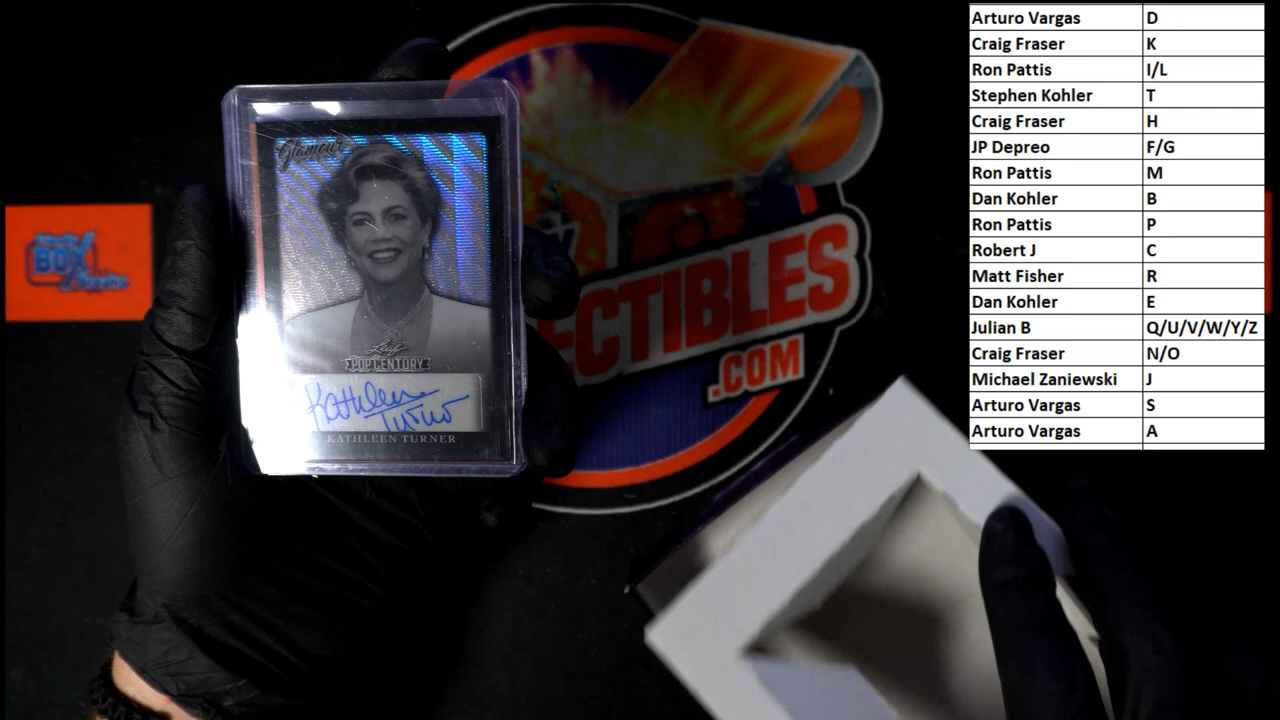 Glamour
Leaf
POP CENTURY
Kathleen
Turner
KATHLEEN TURNER
BOX
ECTIBLES
.COM
Arturo Vargas D
Craig Fraser K
Ron Pattis I/L
Stephen Kohler T
Craig Fraser H
JP Depreo F/G
Ron Pattis M
Dan Kohler B
Ron Pattis P
Robert J C
Matt Fisher R
Dan Kohler E
Julian B Q/U/V/W/Y/Z
Craig Fraser N/O
Michael Zaniewski J
Arturo Vargas S
Arturo Vargas A